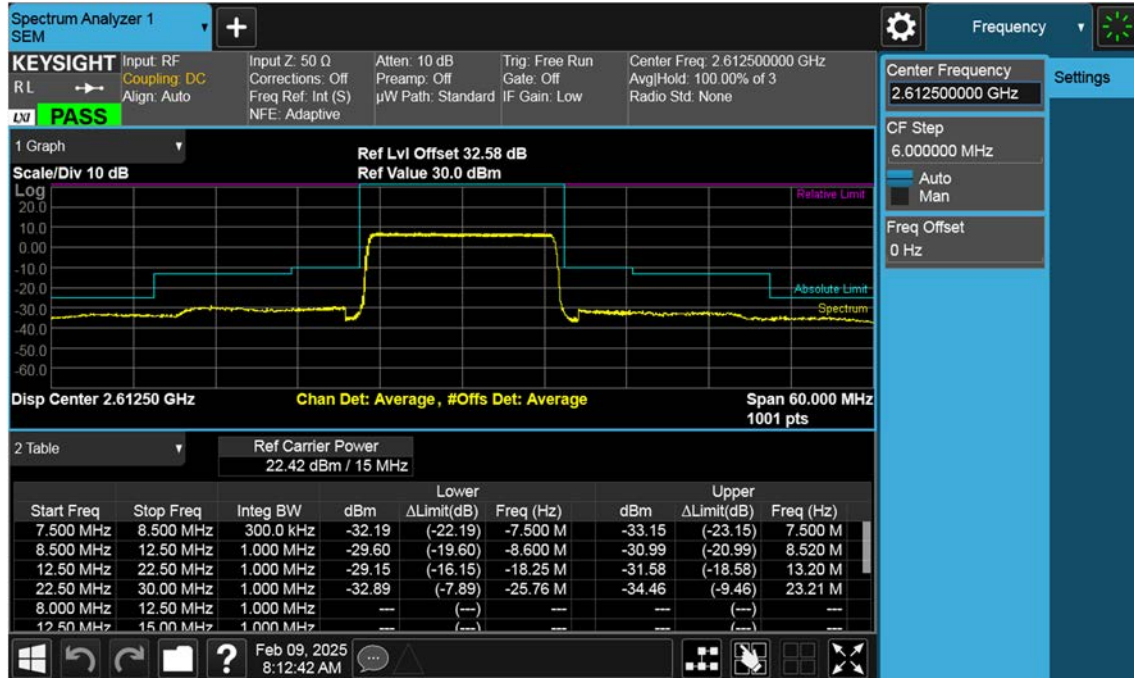 Spectrum Analyzer 1
SEM
Frequency
KEYSIGHT
R L
LXI
PASS
Input: RF
Coupling: DC
Align: Auto
Input Z: 50 Ω
Corrections: Off
Freq Ref: Int (S)
NFE: Adaptive
Atten: 10 dB
Preamp: Off
µW Path: Standard
Trig: Free Run
Gate: Off
IF Gain: Low
Center Freq: 2.612500000 GHz
Avg|Hold: 100.00% of 3
Radio Std: None
Center Frequency
2.612500000 GHz
Settings
CF Step
6.000000 MHz
Auto
Man
Freq Offset
0 Hz
1 Graph
Ref Lvl Offset 32.58 dB
Scale/Div 10 dB
Ref Value 30.0 dBm
Log
Relative Limit
20.0
10.0
0.00
-10.0
-20.0
Absolute Limit
-30.0
Spectrum
-40.0
-50.0
-60.0
Disp Center 2.61250 GHz
Chan Det: Average, #Offs Det: Average
Span 60.000 MHz
1001 pts
2 Table
Ref Carrier Power
22.42 dBm / 15 MHz
Lower Upper
Start Freq Stop Freq Integ BW dBm ΔLimit(dB) Freq (Hz) dBm ΔLimit(dB) Freq (Hz)
7.500 MHz 8.500 MHz 300.0 kHz -32.19 (-22.19) -7.500 M -33.15 (-23.15) 7.500 M
8.500 MHz 12.50 MHz 1.000 MHz -29.60 (-19.60) -8.600 M -30.99 (-20.99) 8.520 M
12.50 MHz 22.50 MHz 1.000 MHz -29.15 (-16.15) -18.25 M -31.58 (-18.58) 13.20 M
22.50 MHz 30.00 MHz 1.000 MHz -32.89 (-7.89) -25.76 M -34.46 (-9.46) 23.21 M
8.000 MHz 12.50 MHz 1.000 MHz --- (---) --- --- (---) ---
12.50 MHz 15.00 MHz 1.000 MHz --- (---) --- --- (---) ---
?
Feb 09, 2025
8:12:42 AM